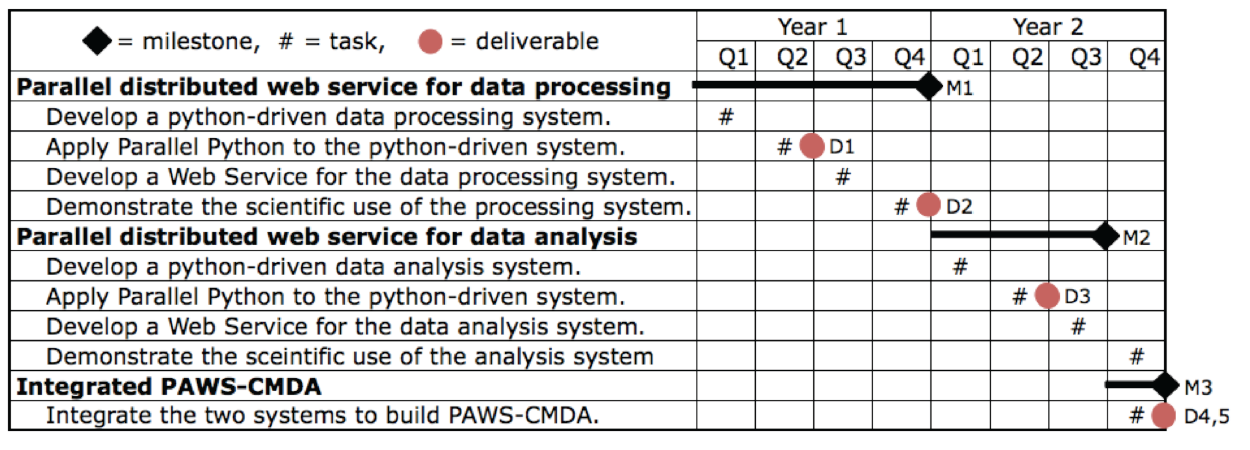 = milestone, # = task, = deliverable
Year 1 Year 2
Q1 Q2 Q3 Q4 Q1 Q2 Q3 Q4
Parallel distributed web service for data processing M1
Develop a python-driven data processing system. #
Apply Parallel Python to the python-driven system. # D1
Develop a Web Service for the data processing system. #
Demonstrate the scientific use of the processing system. # D2
Parallel distributed web service for data analysis M2
Develop a python-driven data analysis system. #
Apply Parallel Python to the python-driven system. # D3
Develop a Web Service for the data analysis system. #
Demonstrate the sceintific use of the analysis system #
Integrated PAWS-CMDA M3
Integrate the two systems to build PAWS-CMDA. # D4,5